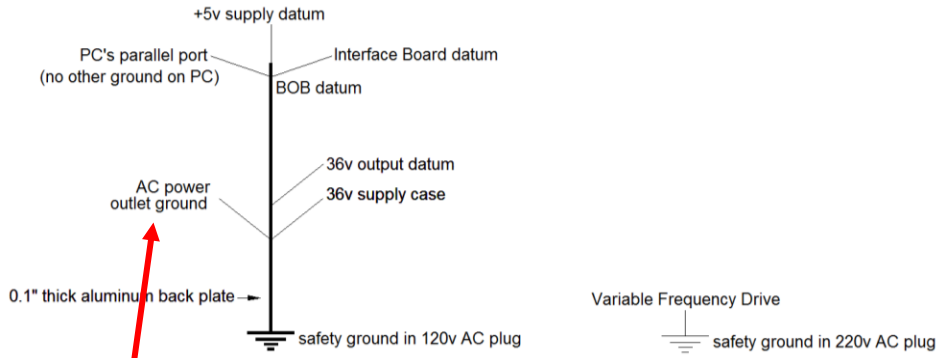 +5v supply datum
PC's parallel port
(no other ground on PC)
Interface Board datum
BOB datum
36v output datum
36v supply case
AC power
outlet ground
0.1" thick aluminum back plate
safety ground in 120v AC plug
Variable Frequency Drive
safety ground in 220v AC plug